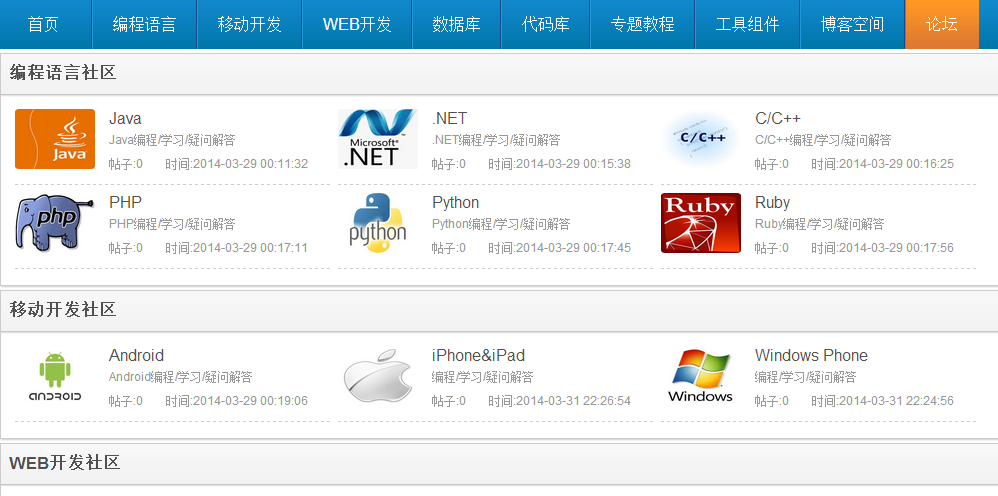 首页 编程语言 移动开发 WEB开发 数据库 代码库 专题教程 工具组件 博客空间 论坛
编程语言社区
Java
Java
Java编程/学习/疑问解答
帖子:0 时间:2014-03-29 00:11:32
Microsoft®
.NET
.NET
.NET编程/学习/疑问解答
帖子:0 时间:2014-03-29 00:15:38
C/C++
C/C++
C/C++编程/学习/疑问解答
帖子:0 时间:2014-03-29 00:16:25
php
PHP
PHP编程/学习/疑问解答
帖子:0 时间:2014-03-29 00:17:11
python
Python
Python编程/学习/疑问解答
帖子:0 时间:2014-03-29 00:17:45
Ruby
Ruby
Ruby编程/学习/疑问解答
帖子:0 时间:2014-03-29 00:17:56
移动开发社区
ANDROID
Android
Android编程/学习/疑问解答
帖子:0 时间:2014-03-29 00:19:06
iPhone&iPad
编程/学习/疑问解答
帖子:0 时间:2014-03-31 22:26:54
Windows
Windows Phone
编程/学习/疑问解答
帖子:0 时间:2014-03-31 22:24:56
WEB开发社区